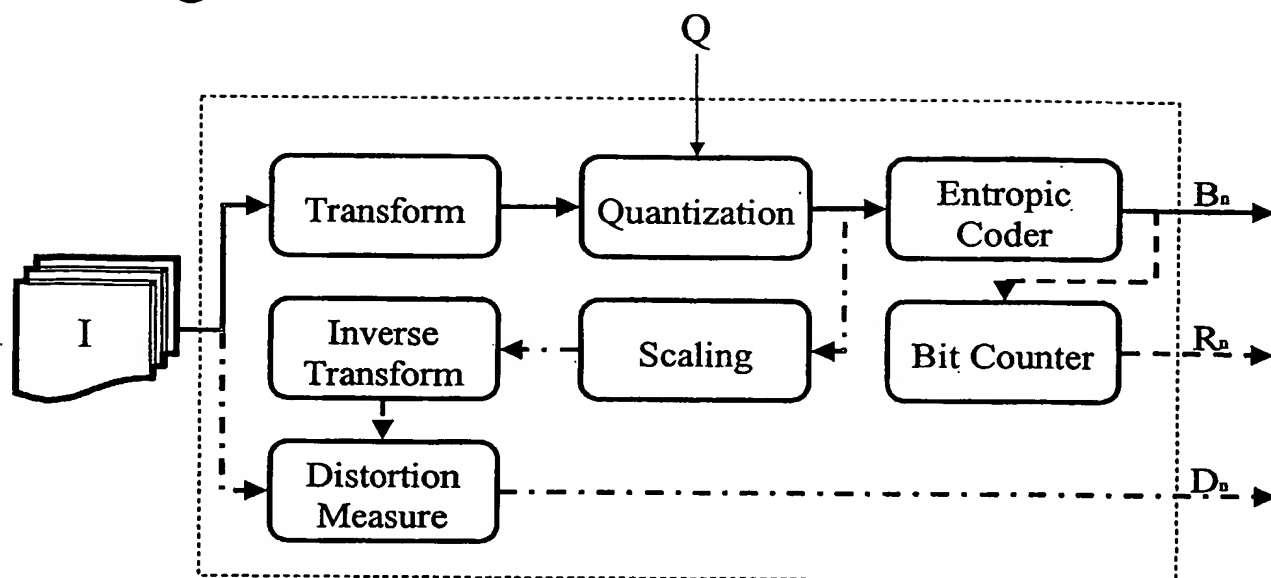 Q
Transform
Quantization
Entropic
Coder
Bₙ
I
Inverse
Transform
Scaling
Bit Counter
Rₙ
Distortion
Measure
Dₙ